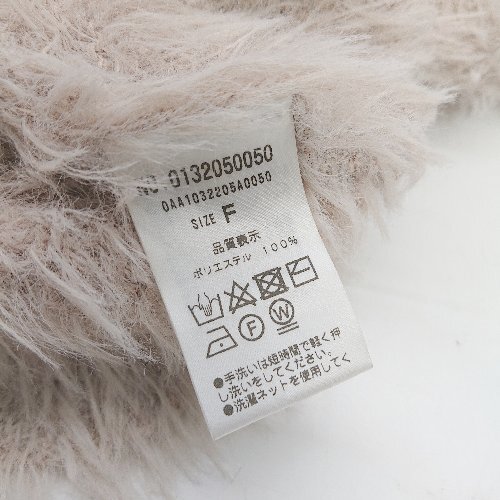 NO 0132050050
0AA1032205A0050
SIZE F
品質表示
ポリエステル 100%
F W
●手洗いは短時間で軽く押
し洗いをしてください。
●洗濯ネットを使用してく